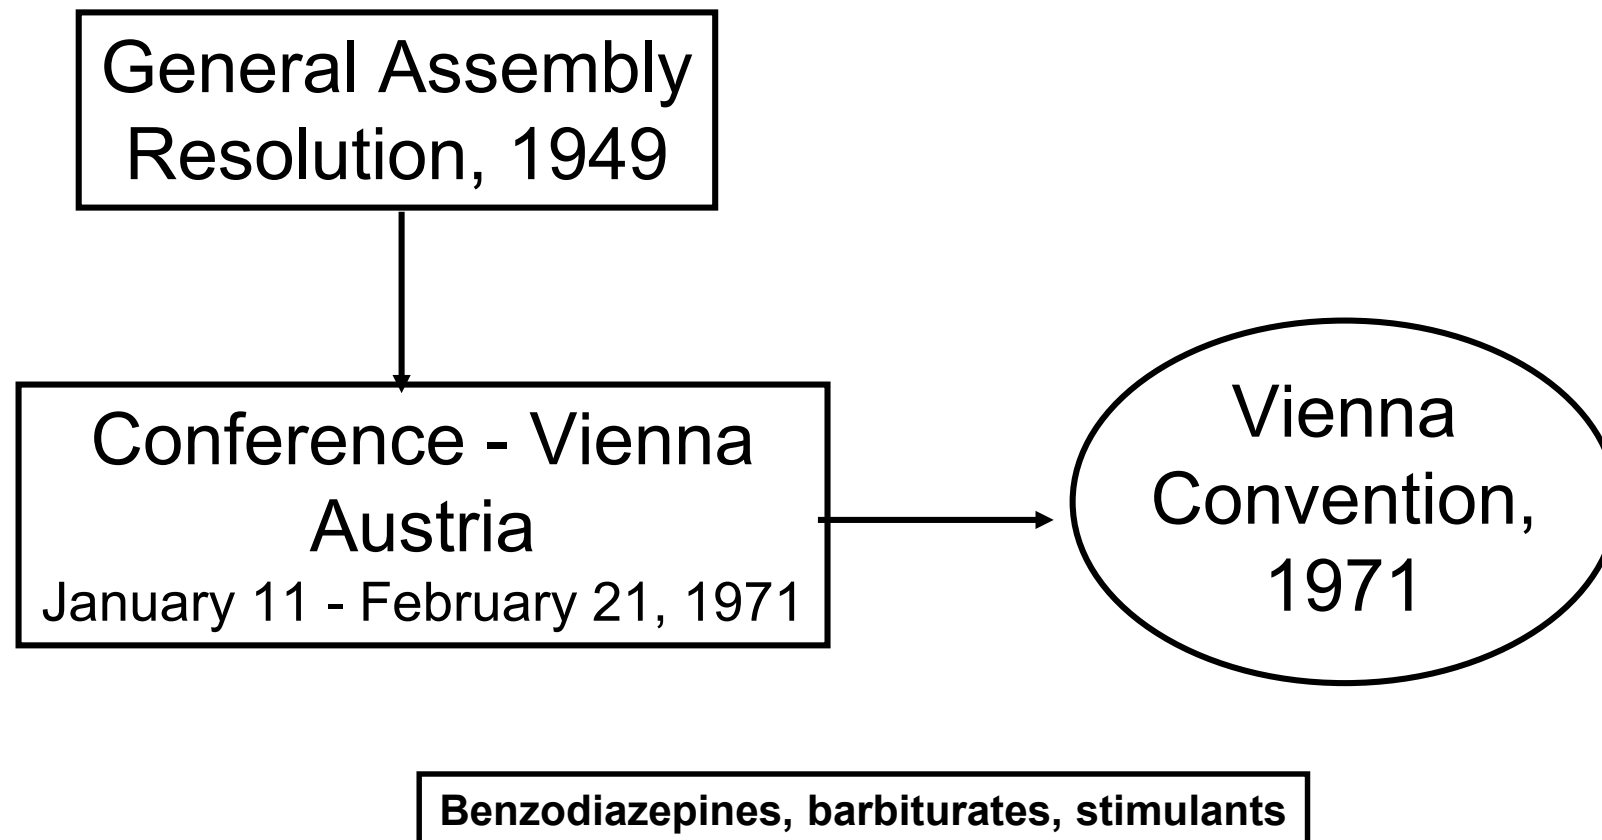 General Assembly
Resolution, 1949
Conference - Vienna
Austria
January 11 - February 21, 1971
Vienna
Convention,
1971
Benzodiazepines, barbiturates, stimulants